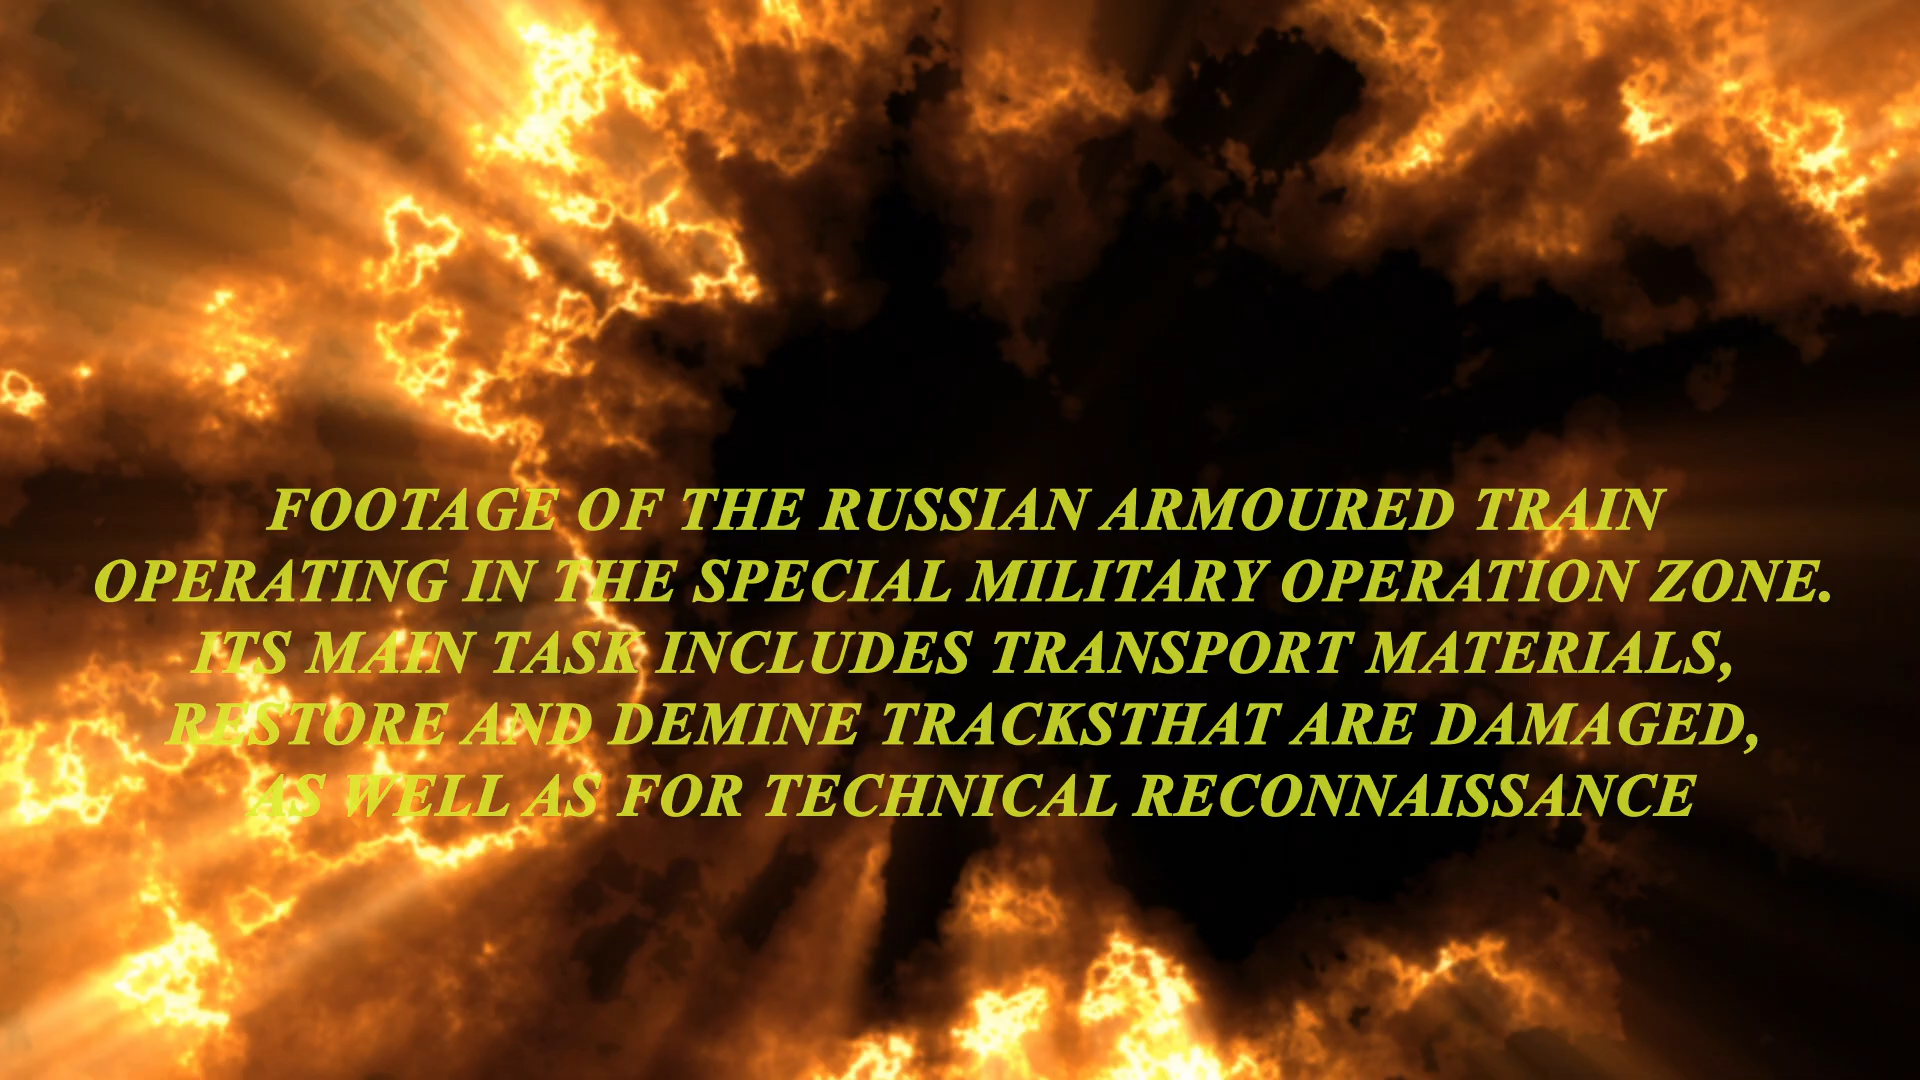 FOOTAGE OF THE RUSSIAN ARMOURED TRAIN
OPERATING IN THE SPECIAL MILITARY OPERATION ZONE.
ITS MAIN TASK INCLUDES TRANSPORT MATERIALS,
RESTORE AND DEMINE TRACKSTHAT ARE DAMAGED,
AS WELL AS FOR TECHNICAL RECONNAISSANCE